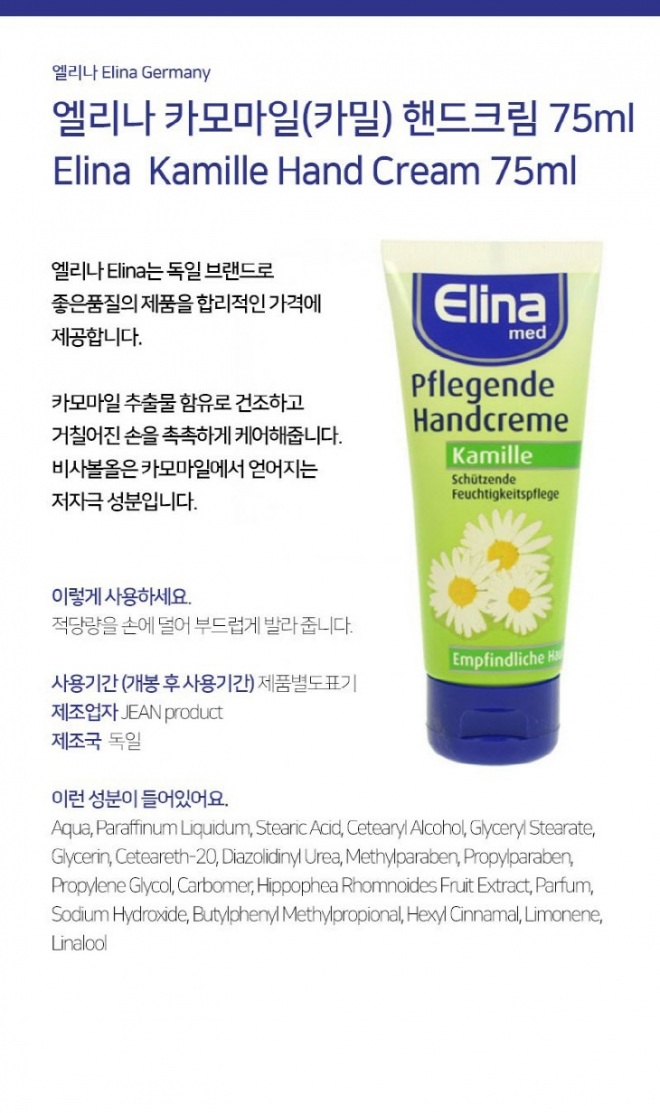 엘리나 Elina Germany
엘리나 카모마일(카밀) 핸드크림 75ml
Elina Kamille Hand Cream 75ml
엘리나 Elina는 독일 브랜드로
좋은품질의 제품을 합리적인 가격에
제공합니다.
카모마일 추출물 함유로 건조하고
거칠어진 손을 촉촉하게 케어해줍니다.
비사볼올은 카모마일에서 얻어지는
저자극 성분입니다.
Elina
med
Pflegende
Handcreme
Kamille
Schützende
Feuchtigkeitspflege
Empfindliche
이렇게 사용하세요.
적당량을 손에 덜어 부드럽게 발라 줍니다.
사용기간 (개봉 후 사용기간) 제품별도표기
제조업자 JEAN product
제조국 독일
이런 성분이 들어있어요.
Aqua, Paraffinum Liquidum, Stearic Acid, Cetearyl Alcohol, Glyceryl Stearate,
Glycerin, Ceteareth-20, Diazolidinyl Urea, Methylparaben, Propylparaben,
Propylene Glycol, Carbomer, Hippophea Rhomnoides Fruit Extract, Parfum,
Sodium Hydroxide, Butylphenyl Methylpropional, Hexyl Cinnamal, Limonene,
Linalool